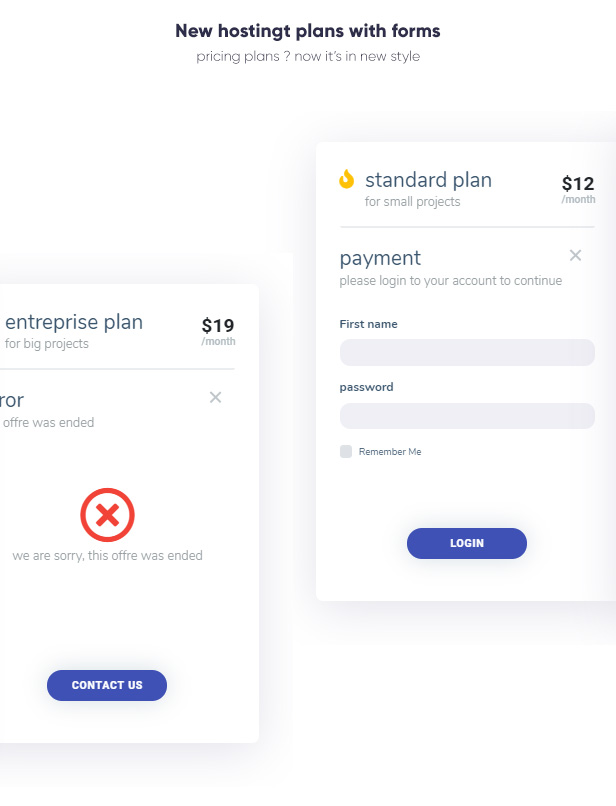 New hostingt plans with forms
pricing plans ? now it's in new style
standard plan
$12
for small projects
/month
payment
please login to your account to continue
First name
password
Remember Me
LOGIN
entreprise plan
$19
for big projects
/month
ror
offre was ended
we are sorry, this offre was ended
CONTACT US